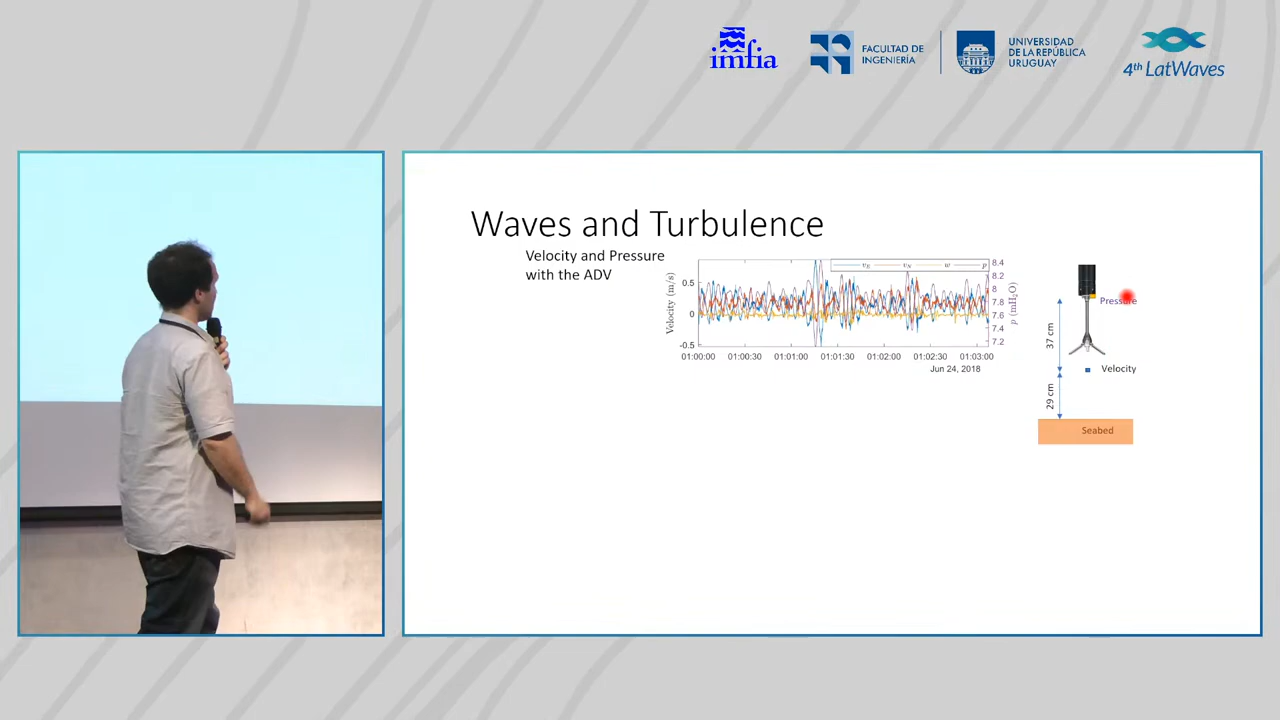 imfia
FACULTAD DE
INGENIERÍA
UNIVERSIDAD
DE LA REPÚBLICA
URUGUAY
4th LatWaves
Waves and Turbulence
Velocity and Pressure
with the ADV
Velocity (m/s)
0.5
0
-0.5
v_E v_N w p
8.4
8.2
8
7.8
7.6
7.4
7.2
p (mH2O)
01:00:00 01:00:30 01:01:00 01:01:30 01:02:00 01:02:30 01:03:00
Jun 24, 2018
Pressure
37 cm
Velocity
29 cm
Seabed